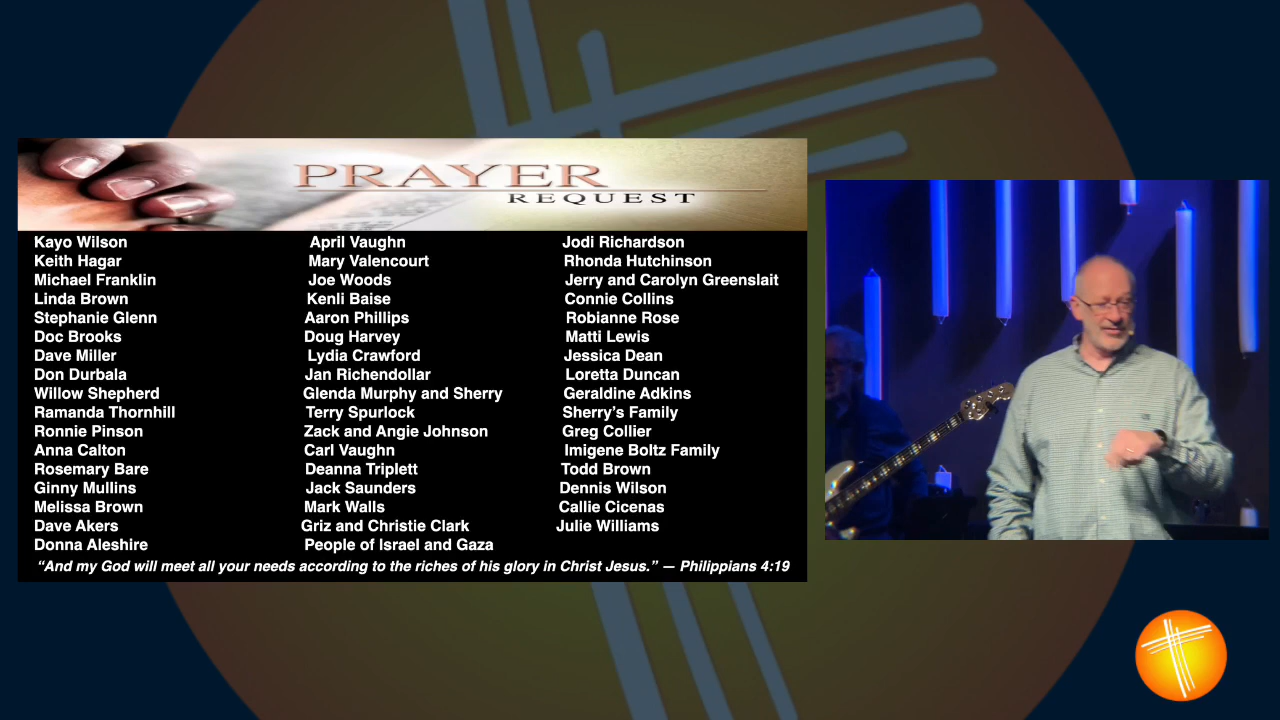 PRAYER
REQUEST
Kayo Wilson
Keith Hagar
Michael Franklin
Linda Brown
Stephanie Glenn
Doc Brooks
Dave Miller
Don Durbala
Willow Shepherd
Ramanda Thornhill
Ronnie Pinson
Anna Calton
Rosemary Bare
Ginny Mullins
Melissa Brown
Dave Akers
Donna Aleshire
April Vaughn
Mary Valencourt
Joe Woods
Kenli Baise
Aaron Phillips
Doug Harvey
Lydia Crawford
Jan Richendollar
Glenda Murphy and Sherry
Terry Spurlock
Zack and Angie Johnson
Carl Vaughn
Deanna Triplett
Jack Saunders
Mark Walls
Griz and Christie Clark
People of Israel and Gaza
Jodi Richardson
Rhonda Hutchinson
Jerry and Carolyn Greenslait
Connie Collins
Robianne Rose
Matti Lewis
Jessica Dean
Loretta Duncan
Geraldine Adkins
Sherry’s Family
Greg Collier
Imigene Boltz Family
Todd Brown
Dennis Wilson
Callie Cicenas
Julie Williams
“And my God will meet all your needs according to the riches of his glory in Christ Jesus.” — Philippians 4:19